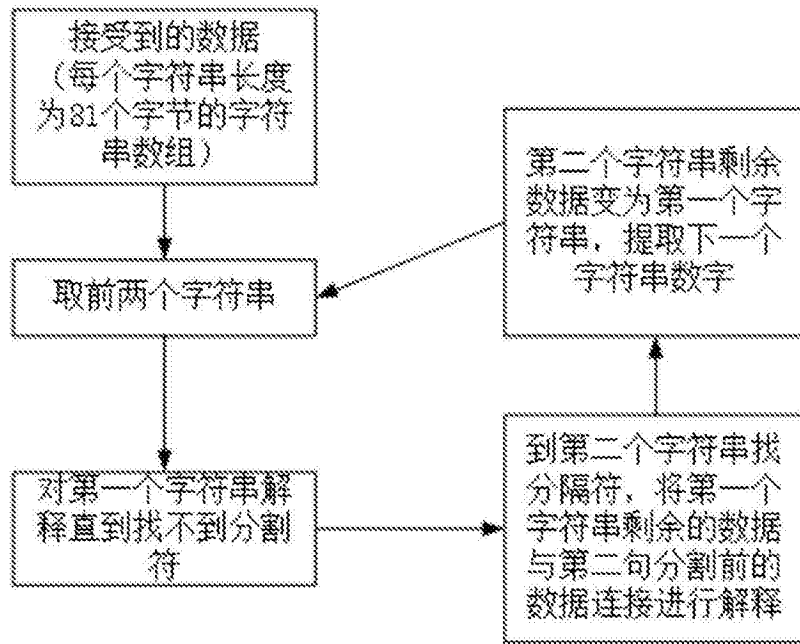 接受到的数据
（每个字符串长度
为81个字节的字符
串数组）
取前两个字符串
对第一个字符串解
释直到找不到分割
符
到第二个字符串找
分隔符，将第一个
字符串剩余的数据
与第二句分割前的
数据连接进行解释
第二个字符串剩余
数据变为第一个字
符串，提取下一个
字符串数字